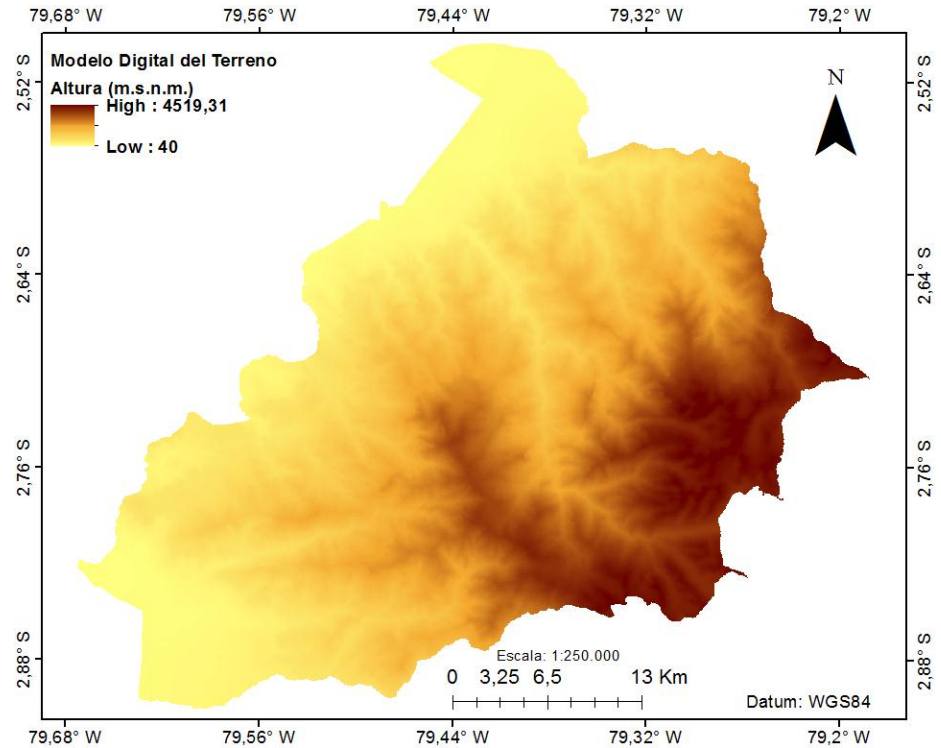 79,68° W 79,56° W 79,44° W 79,32° W 79,2° W
Modelo Digital del Terreno
Altura (m.s.n.m.)
High : 4519,31
Low : 40
N
2,52° S 2,52° S
2,64° S 2,64° S
2,76° S 2,76° S
2,88° S 2,88° S
Escala: 1:250.000
0 3,25 6,5 13 Km
Datum: WGS84
79,68° W 79,56° W 79,44° W 79,32° W 79,2° W